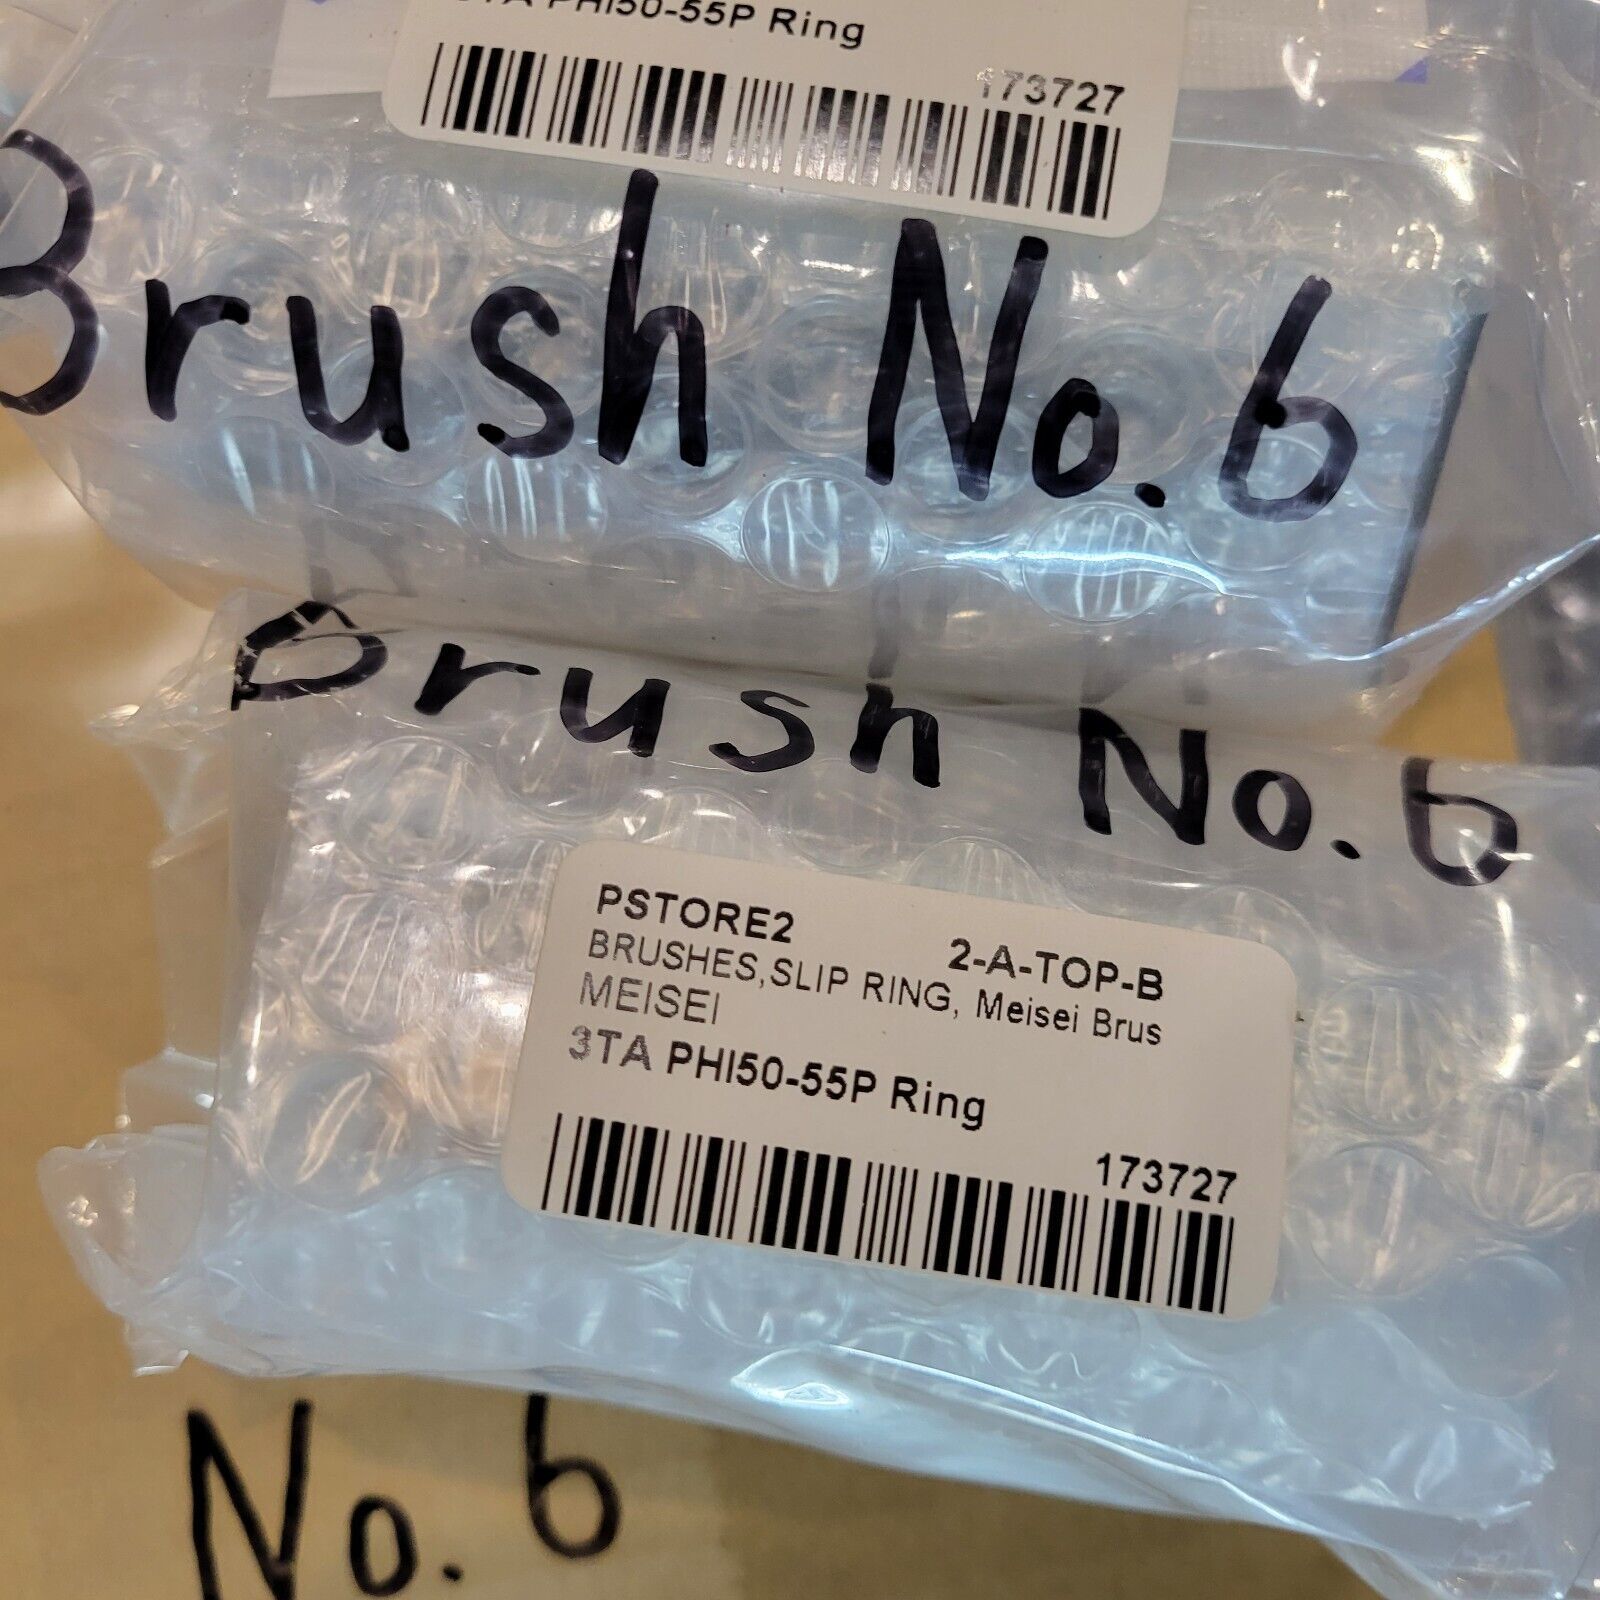 3TA PHI50-55P Ring
173727
Brush No.6
Brush No.6
PSTORE2
2-A-TOP-B
BRUSHES,SLIP RING, Meisei Brus
MEISEI
3TA PHI50-55P Ring
173727
No.6